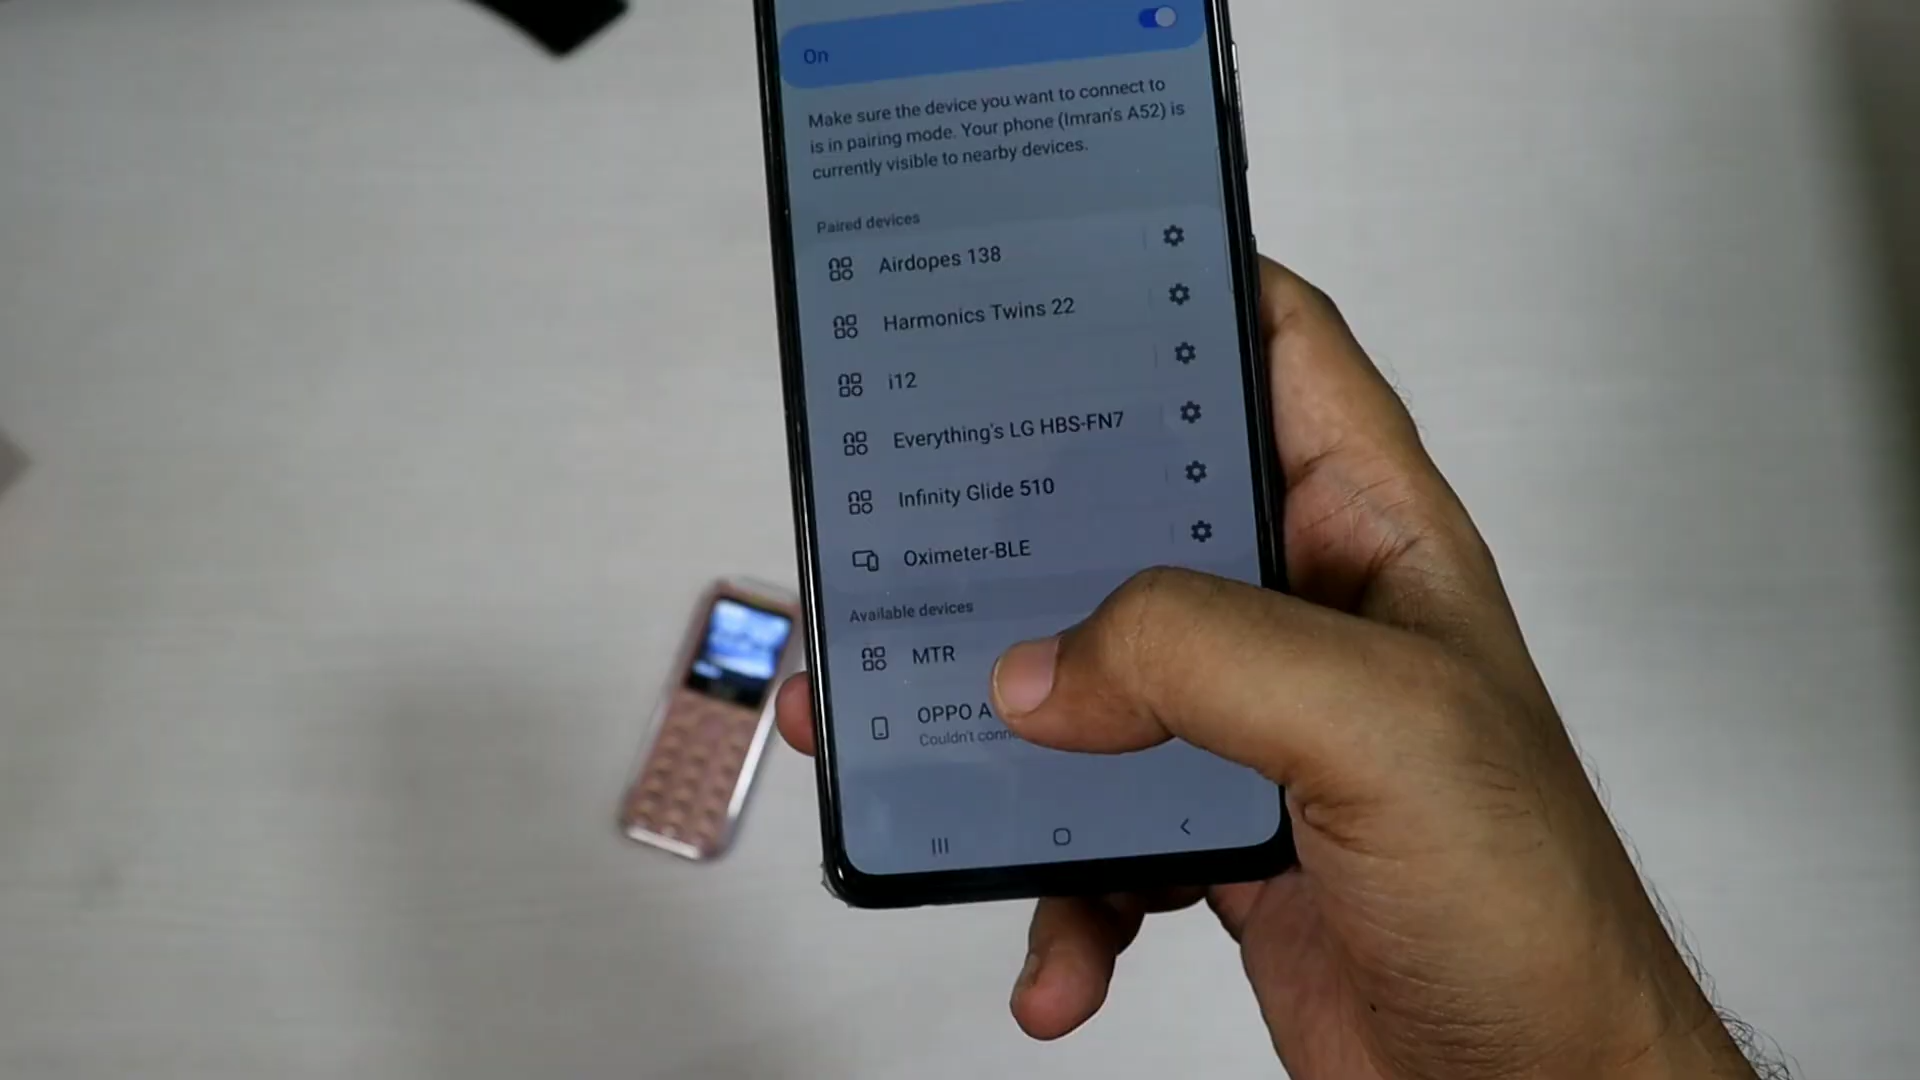 On
Make sure the device you want to connect to
is in pairing mode. Your phone (Imran's A52) is
currently visible to nearby devices.
Paired devices
Airdopes 138
Harmonics Twins 22
i12
Everything's LG HBS-FN7
Infinity Glide 510
Oximeter-BLE
Available devices
MTR
OPPO A
Couldn't